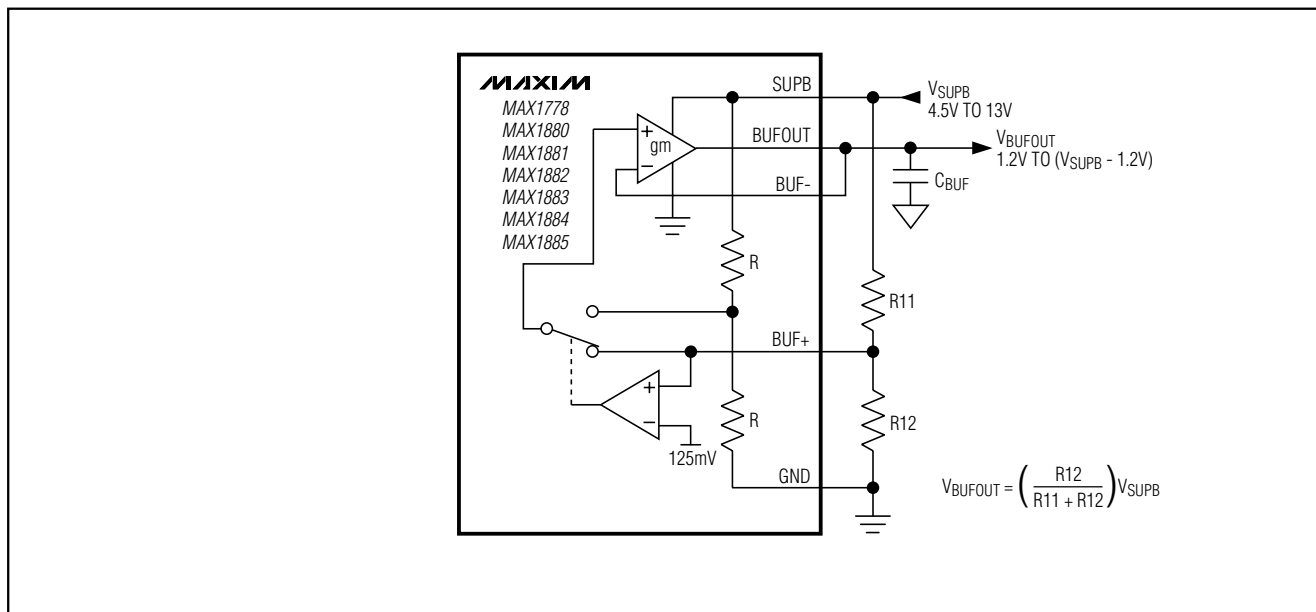 MAXIM
MAX1778
MAX1880
MAX1881
MAX1882
MAX1883
MAX1884
MAX1885
SUPB
VSUPB
4.5V TO 13V
+
gm
−
BUFOUT
VBUFOUT
1.2V TO (VSUPB - 1.2V)
BUF-
CBUF
R
R11
BUF+
+
−
125mV
R
R12
GND
VBUFOUT = (R12 / R11 + R12) VSUPB